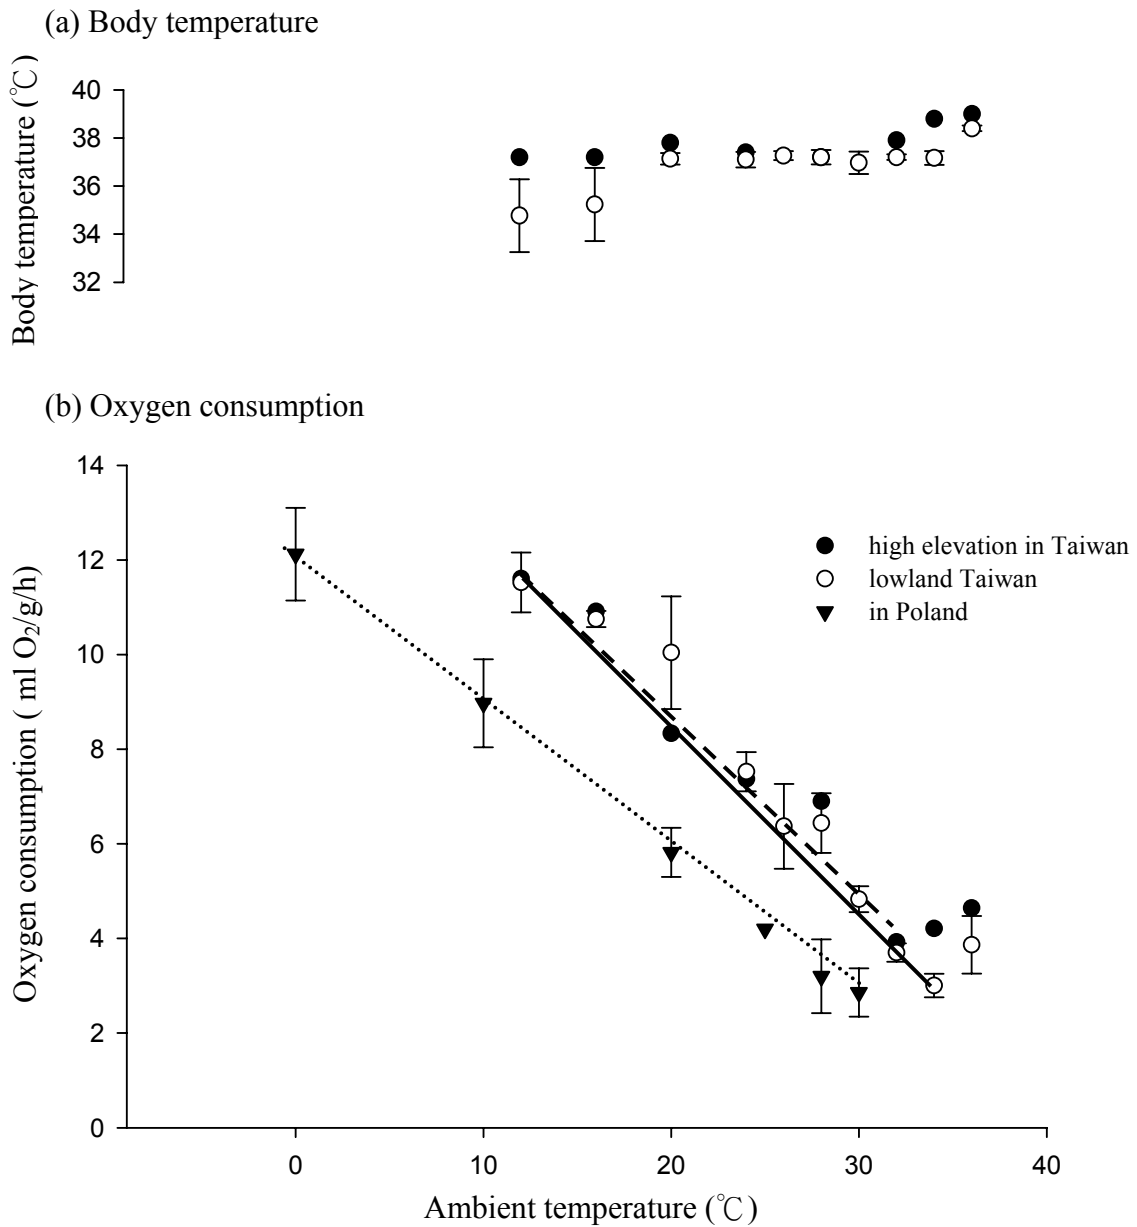 (a) Body temperature
Body temperature (℃)
40
38
36
34
32
(b) Oxygen consumption
Oxygen consumption ( ml O₂/g/h)
14
12
10
8
6
4
2
0
high elevation in Taiwan
lowland Taiwan
in Poland
0 10 20 30 40
Ambient temperature (℃)